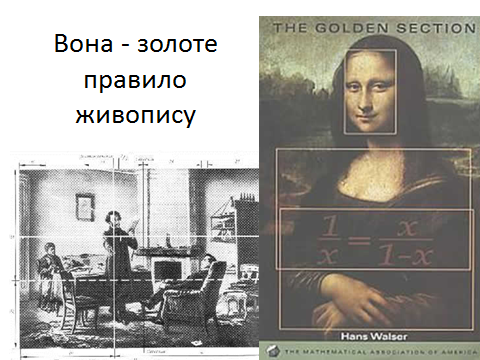 Вона - золоте
правило
живопису
THE GOLDEN SECTION
1/x = x/1-x
Hans Walser
THE MATHEMATICAL ASSOCIATION OF AMERICA